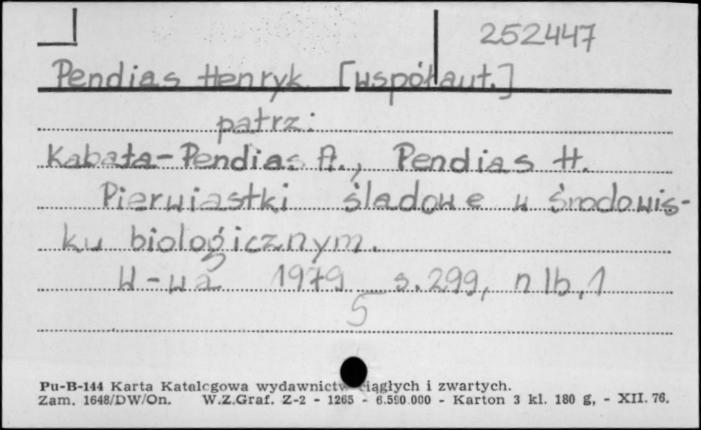 252447
Pendias Henryk [współaut.]
patrz:
Kabata-Pendias A., Pendias H.
Pierwiastki śladowe w środowis-
ku biologicznym.
W-wa 1979 s. 299, nlb, 1
5
Pu-B-144 Karta Katalogowa wydawnictw ciągłych i zwartych.
Zam. 1648/DW/On. W.Z.Graf. Z-2 - 1265 - 6.590.000 - Karton 3 kl. 180 g, - XII. 76.